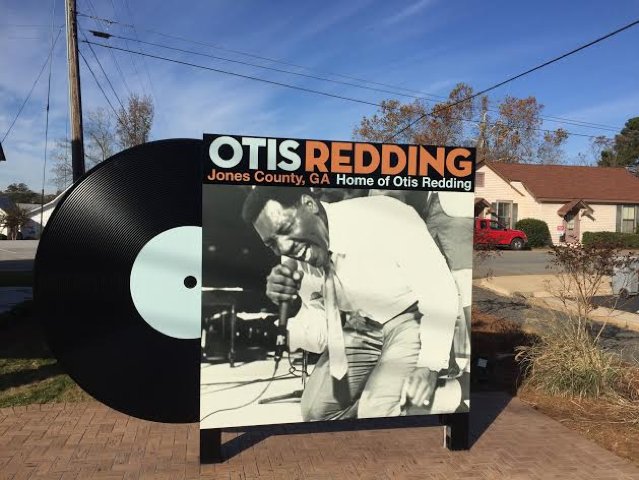 OTIS REDDING
Jones County, GA Home of Otis Redding